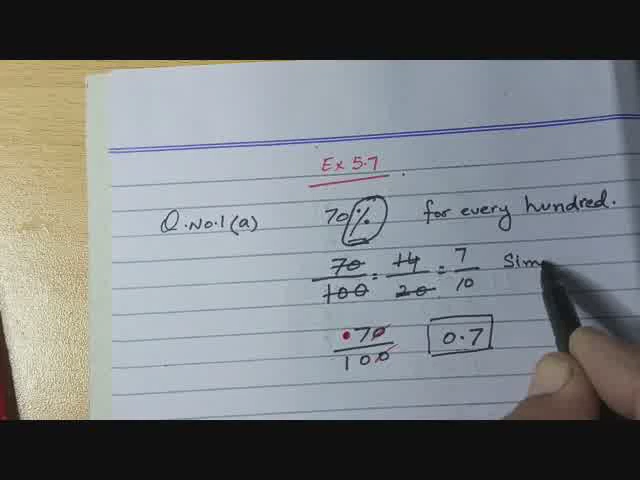 Ex 5.7
Q.No.1(a) 70% for every hundred.
70/100 = 14/20 = 7/10 Sim
.70/100 0.7